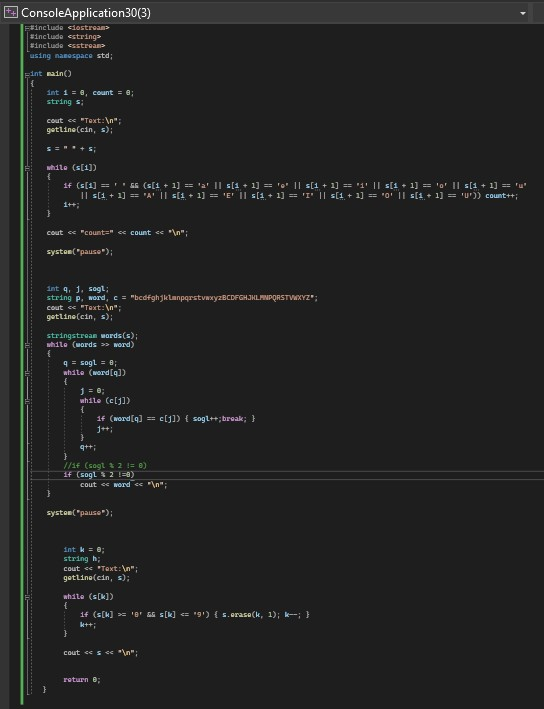 ConsoleApplication30(3)
#include <iostream>
#include <string>
#include <sstream>
using namespace std;
int main()
{
int i = 0, count = 0;
string s;
cout << "Text:\n";
getline(cin, s);
s = " " + s;
while (s[i])
{
if (s[i] == ' ' && (s[i + 1] == 'a' || s[i + 1] == 'e' || s[i + 1] == 'i' || s[i + 1] == 'o' || s[i + 1] == 'u'
|| s[i + 1] == 'A' || s[i + 1] == 'E' || s[i + 1] == 'I' || s[i + 1] == 'O' || s[i + 1] == 'U')) count++;
i++;
}
cout << "count=" << count << "\n";
system("pause");
int q, j, sogl;
string p, word, c = "bcdfghjklmnpqrstvwxyzBCDFGHJKLMNPQRSTVWXYZ";
cout << "Text:\n";
getline(cin, s);
stringstream words(s);
while (words >> word)
{
q = sogl = 0;
while (word[q])
{
j = 0;
while (c[j])
{
if (word[q] == c[j]) { sogl++;break; }
j++;
}
q++;
}
//if (sogl % 2 != 0)
if (sogl % 2 !=0)
cout << word << "\n";
}
system("pause");
int k = 0;
string h;
cout << "Text:\n";
getline(cin, s);
while (s[k])
{
if (s[k] >= '0' && s[k] <= '9') { s.erase(k, 1); k--; }
k++;
}
cout << s << "\n";
return 0;
}